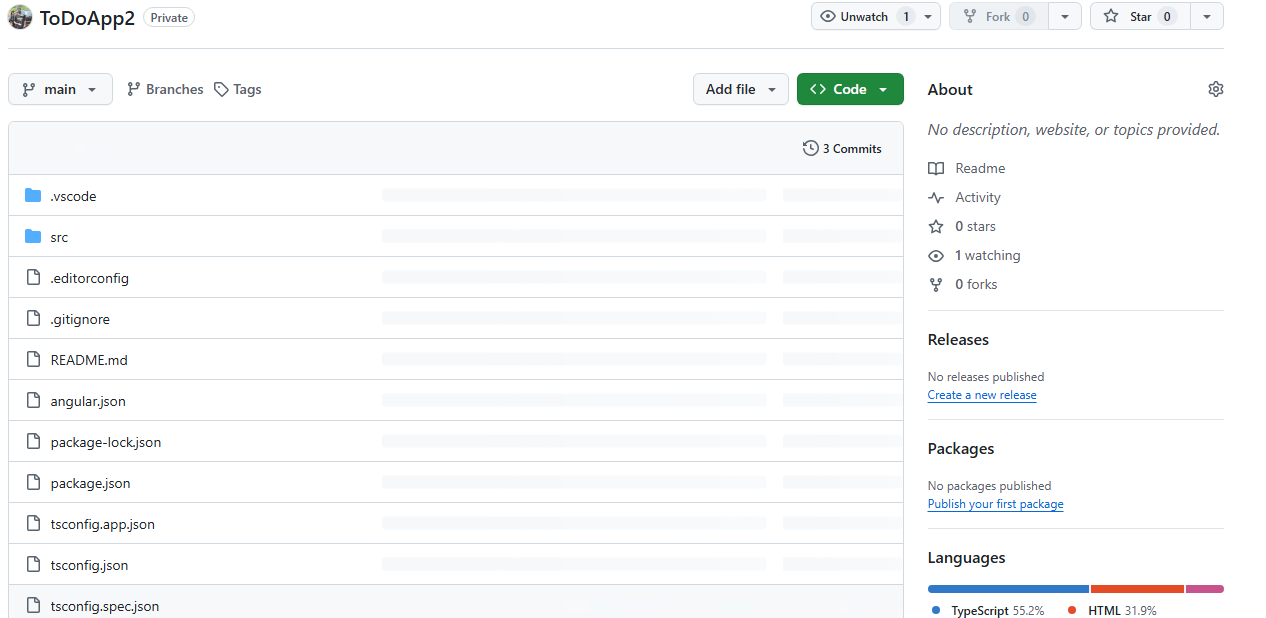 ToDoApp2 Private Unwatch 1 Fork 0 Star 0
main Branches Tags Add file Code About
No description, website, or topics provided.
3 Commits
Readme
.vscode
Activity
src
0 stars
1 watching
.editorconfig
0 forks
.gitignore
Releases
README.md
No releases published
angular.json
Create a new release
package-lock.json
Packages
package.json
No packages published
Publish your first package
tsconfig.app.json
tsconfig.json
Languages
tsconfig.spec.json
TypeScript 55.2% HTML 31.9%